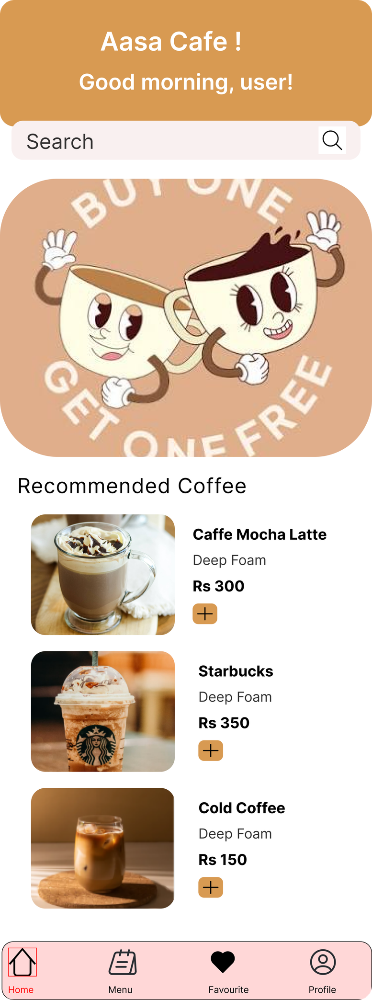 Aasa Cafe !
Good morning, user!
Search
BUY ONE
GET ONE FREE
Recommended Coffee
Caffe Mocha Latte
Deep Foam
Rs 300
Starbucks
Deep Foam
Rs 350
Cold Coffee
Deep Foam
Rs 150
Home
Menu
Favourite
Profile